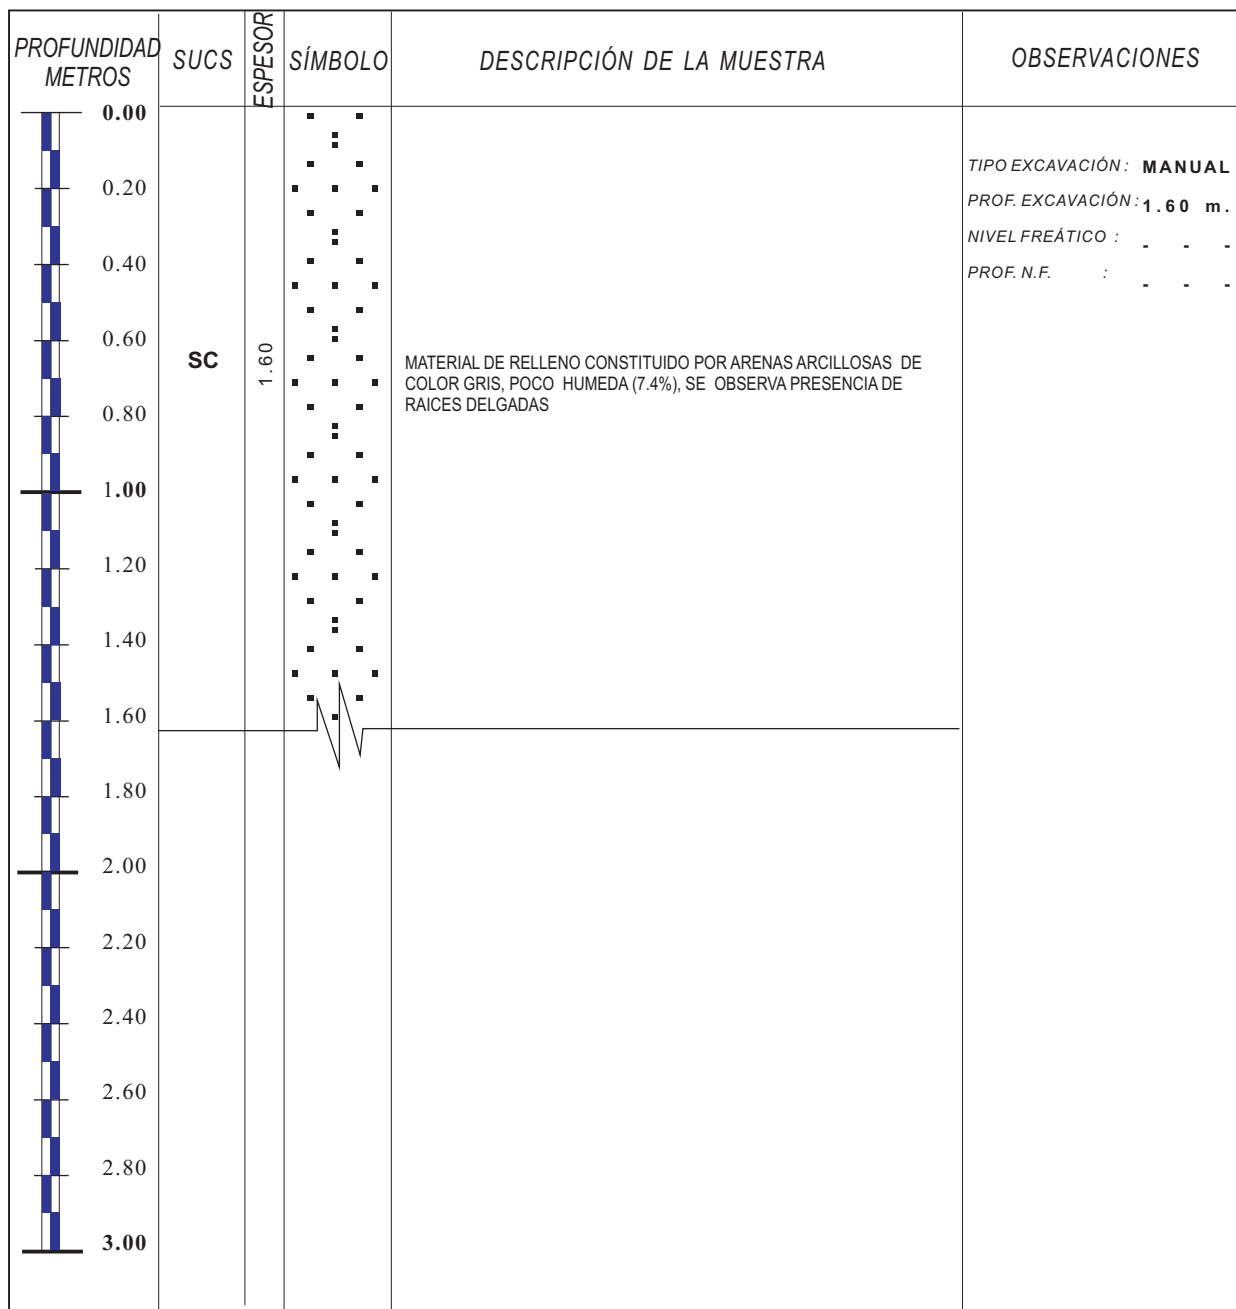 PROFUNDIDAD
METROS
SUCS
ESPESOR
SÍMBOLO
DESCRIPCIÓN DE LA MUESTRA
OBSERVACIONES
0.00
0.20
0.40
0.60
0.80
1.00
1.20
1.40
1.60
1.80
2.00
2.20
2.40
2.60
2.80
3.00
SC
1.60
MATERIAL DE RELLENO CONSTITUIDO POR ARENAS ARCILLOSAS DE
COLOR GRIS, POCO HUMEDA (7.4%), SE OBSERVA PRESENCIA DE
RAICES DELGADAS
TIPO EXCAVACIÓN : MANUAL
PROF. EXCAVACIÓN : 1.60 m.
NIVEL FREÁTICO : - - -
PROF. N.F. : - - -